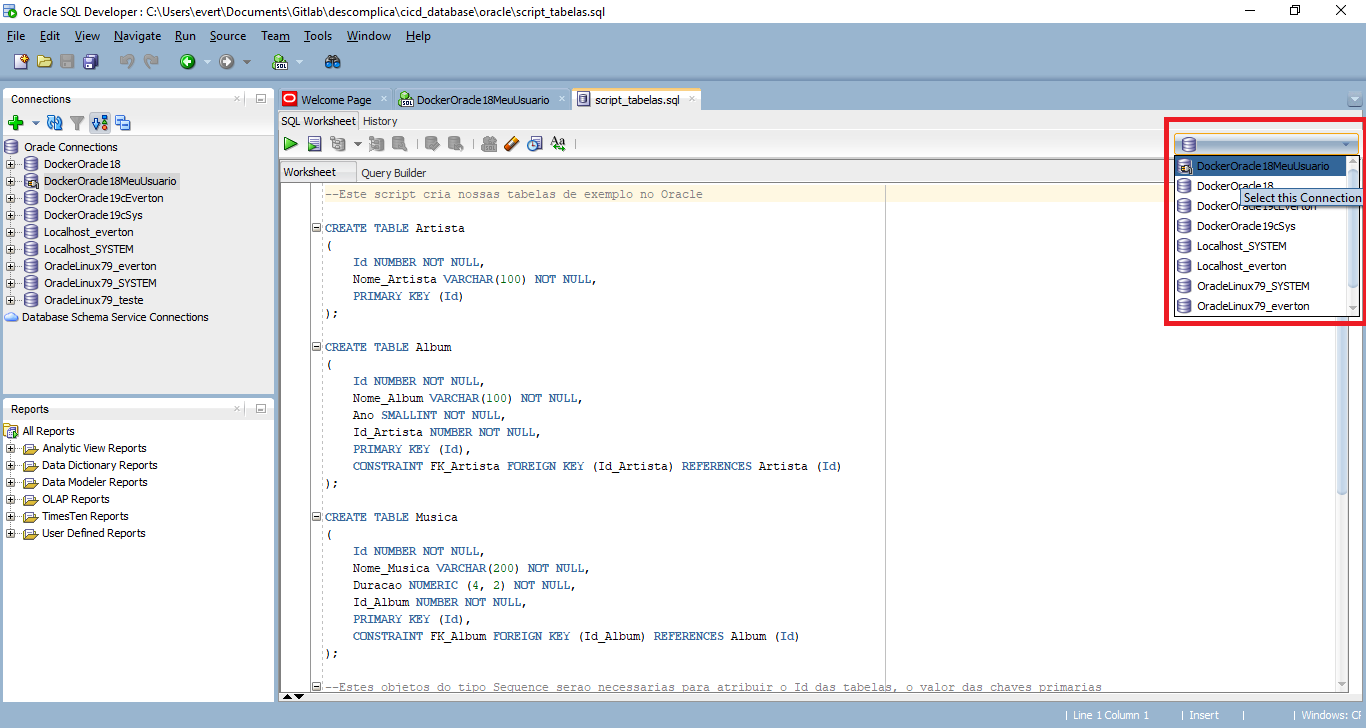 Oracle SQL Developer : C:\Users\evert\Documents\Gitlab\descomplica\cicd_database\oracle\script_tabelas.sql
File Edit View Navigate Run Source Team Tools Window Help
Connections
Oracle Connections
DockerOracle18
DockerOracle18MeuUsuario
DockerOracle19cEverton
DockerOracle19cSys
Localhost_everton
Localhost_SYSTEM
OracleLinux79_everton
OracleLinux79_SYSTEM
OracleLinux79_teste
Database Schema Service Connections
Reports
All Reports
Analytic View Reports
Data Dictionary Reports
Data Modeler Reports
OLAP Reports
TimesTen Reports
User Defined Reports
Welcome Page DockerOracle18MeuUsuario script_tabelas.sql
SQL Worksheet History
Aa
Worksheet Query Builder
--Este script cria nossas tabelas de exemplo no Oracle
CREATE TABLE Artista
(
Id NUMBER NOT NULL,
Nome_Artista VARCHAR(100) NOT NULL,
PRIMARY KEY (Id)
);
CREATE TABLE Album
(
Id NUMBER NOT NULL,
Nome_Album VARCHAR(100) NOT NULL,
Ano SMALLINT NOT NULL,
Id_Artista NUMBER NOT NULL,
PRIMARY KEY (Id),
CONSTRAINT FK_Artista FOREIGN KEY (Id_Artista) REFERENCES Artista (Id)
);
CREATE TABLE Musica
(
Id NUMBER NOT NULL,
Nome_Musica VARCHAR(200) NOT NULL,
Duracao NUMERIC (4, 2) NOT NULL,
Id_Album NUMBER NOT NULL,
PRIMARY KEY (Id),
CONSTRAINT FK_Album FOREIGN KEY (Id_Album) REFERENCES Album (Id)
);
--Estes objetos do tipo Sequence serao necessarias para atribuir o Id das tabelas, o valor das chaves primarias
DockerOracle18MeuUsuario
DockerOracle18
Select this Connection
DockerOracle19cEverton
DockerOracle19cSys
Localhost_SYSTEM
Localhost_everton
OracleLinux79_SYSTEM
OracleLinux79_everton
Line 1 Column 1 Insert Windows: CF